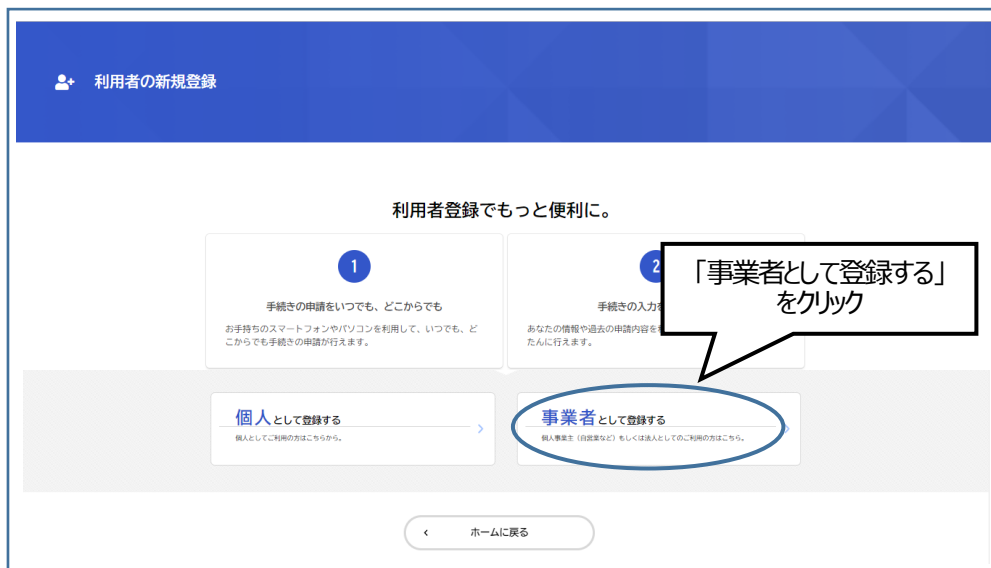 利用者の新規登録
利用者登録でもっと便利に。
1
手続きの申請をいつでも、どこからでも
お手持ちのスマートフォンやパソコンを利用して、いつでも、ど
こからでも手続きの申請が行えます。
2
手続きの入力を
あなたの情報や過去の申請内容を
たんに行えます。
「事業者として登録する」
をクリック
個人として登録する
個人としてご利用の方はこちらから。
事業者として登録する
個人事業主（自営業など）もしくは法人としてのご利用の方はこちら。
ホームに戻る